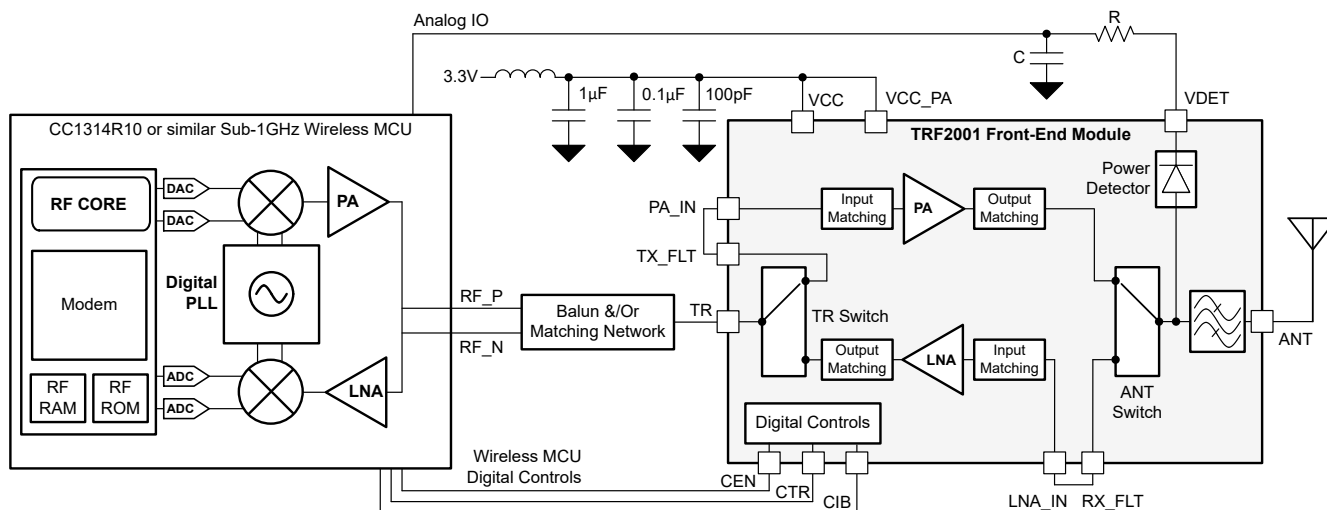 Analog IO
R
C
3.3V
1µF
0.1µF
100pF
VCC
VCC_PA
VDET
CC1314R10 or similar Sub-1GHz Wireless MCU
TRF2001 Front-End Module
RF CORE
DAC
DAC
PA
Digital
PLL
Modem
RF
RAM
RF
ROM
ADC
ADC
LNA
RF_P
RF_N
Balun &/Or
Matching Network
TR
PA_IN
TX_FLT
Input
Matching
PA
Output
Matching
Power
Detector
TR Switch
Output
Matching
LNA
Input
Matching
ANT
Switch
ANT
Digital Controls
Wireless MCU
Digital Controls
CEN
CTR
CIB
LNA_IN
RX_FLT